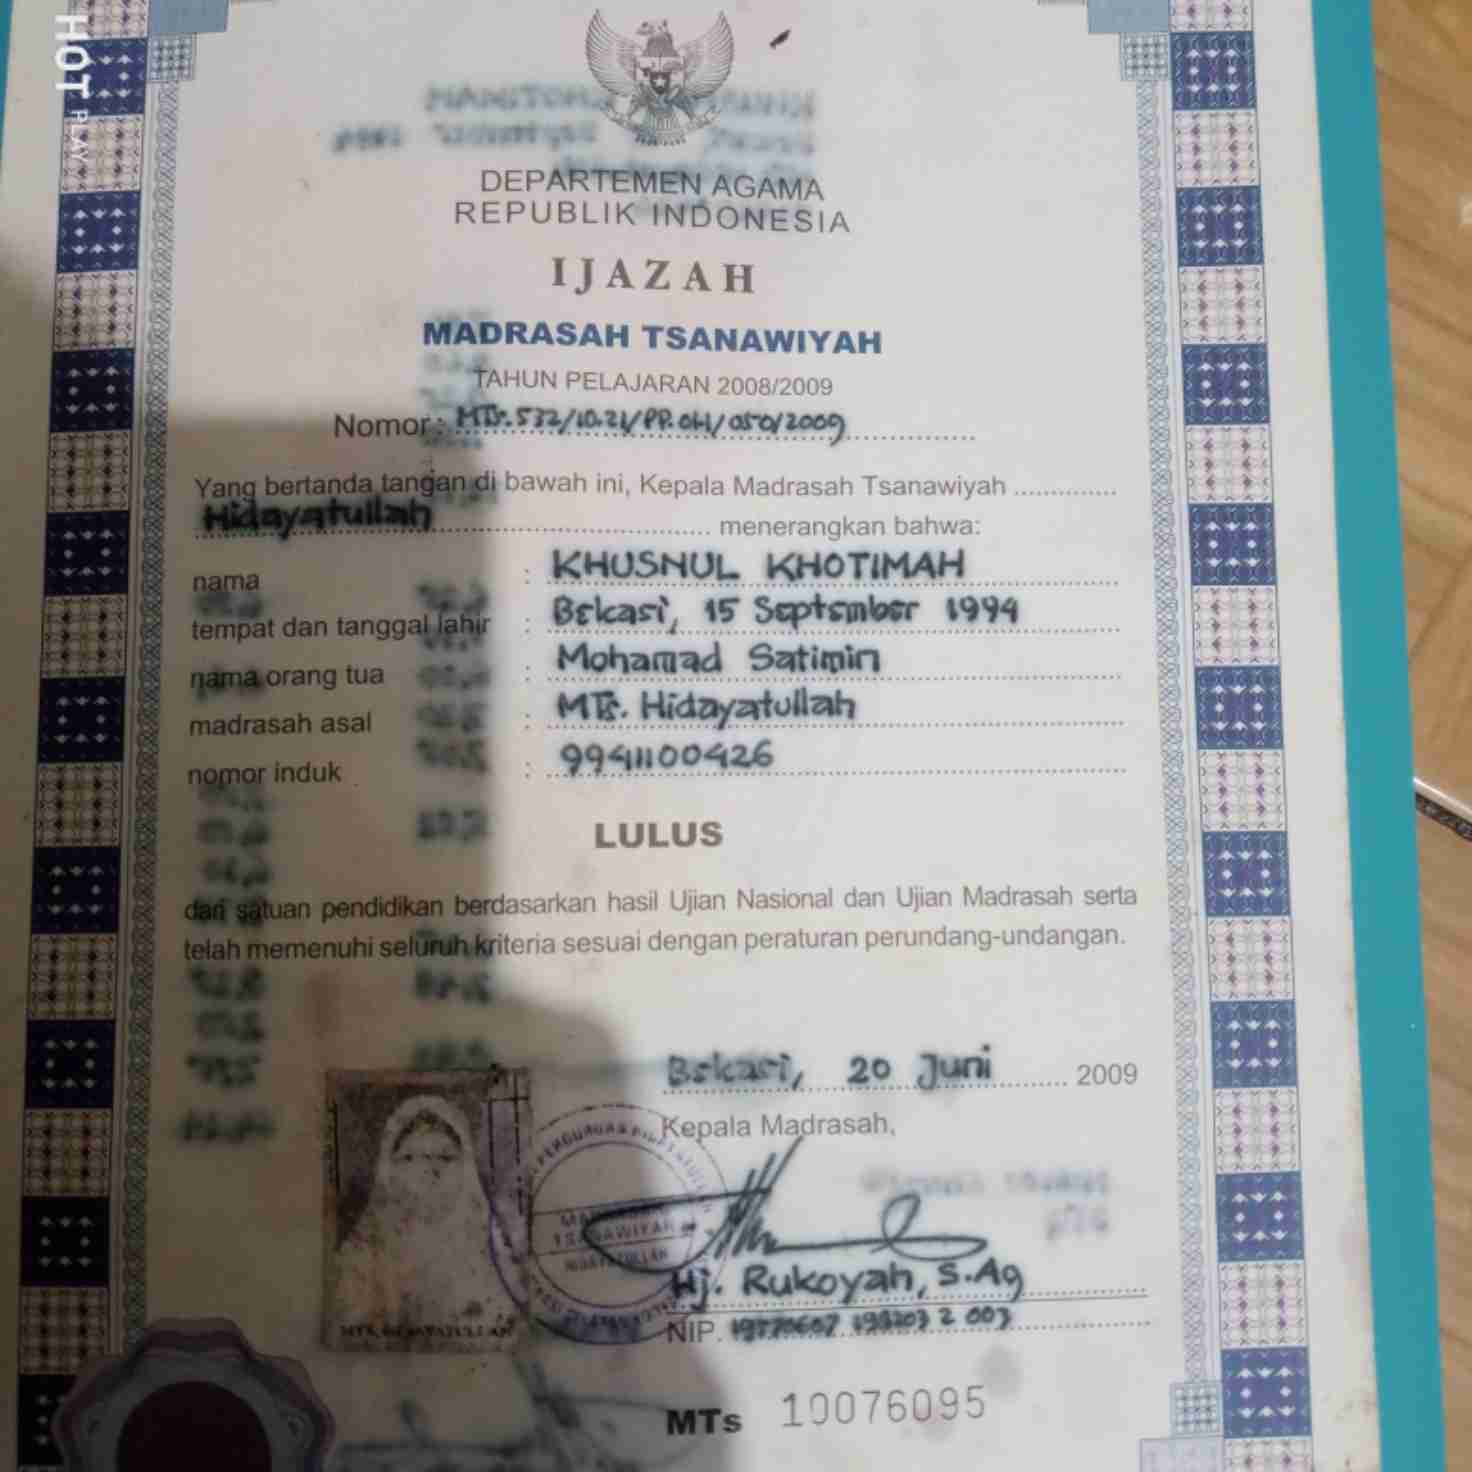 HOT PLAY
DEPARTEMEN AGAMA
REPUBLIK INDONESIA
IJAZAH
MADRASAH TSANAWIYAH
TAHUN PELAJARAN 2008/2009
Nomor : MTs.532/10.21/PP.01.1/050/2009
Yang bertanda tangan di bawah ini, Kepala Madrasah Tsanawiyah ..............
Hidayatullah menerangkan bahwa:
nama : KHUSNUL KHOTIMAH
tempat dan tanggal lahir : Bekasi, 15 September 1994
nama orang tua : Mohamad Satimin
madrasah asal : MTs. Hidayatullah
nomor induk : 9941100426
LULUS
dari satuan pendidikan berdasarkan hasil Ujian Nasional dan Ujian Madrasah serta
telah memenuhi seluruh kriteria sesuai dengan peraturan perundang-undangan.
Bekasi, 20 Juni 2009
Kepala Madrasah,
TSANAWIYAH
Hj. Rukoyah, S.Ag
NIP.
MTs 10076095